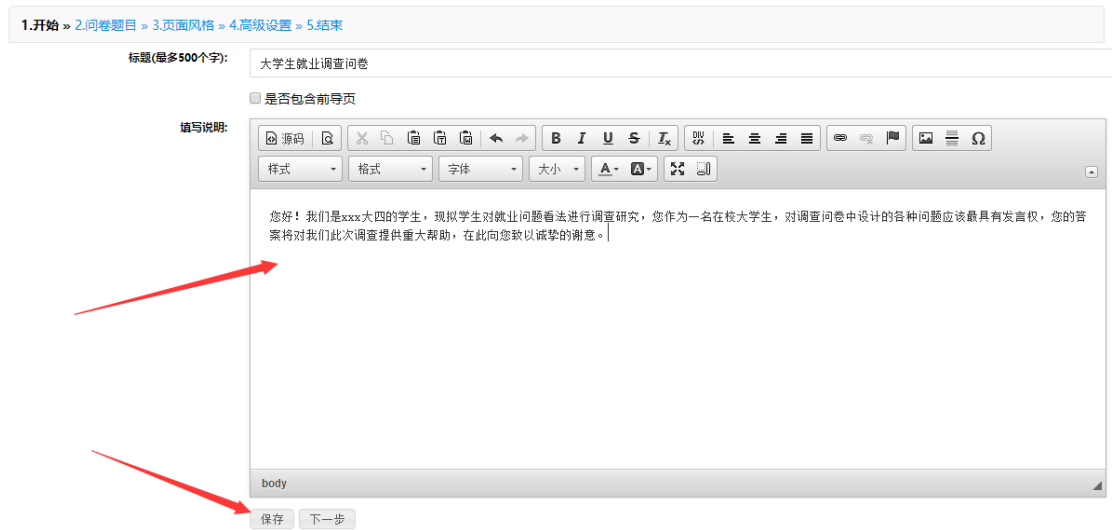 1.开始 » 2.问卷题目 » 3.页面风格 » 4.高级设置 » 5.结束
标题(最多500个字): 大学生就业调查问卷
是否包含前导页
填写说明:
源码 B I U S Tx DIV Ω
样式 格式 字体 大小 A A
您好！我们是xxx大四的学生，现拟学生对就业问题看法进行调查研究，您作为一名在校大学生，对调查问卷中设计的各种问题应该最具有发言权，您的答
案将对我们此次调查提供重大帮助，在此向您致以诚挚的谢意。
body
保存 下一步